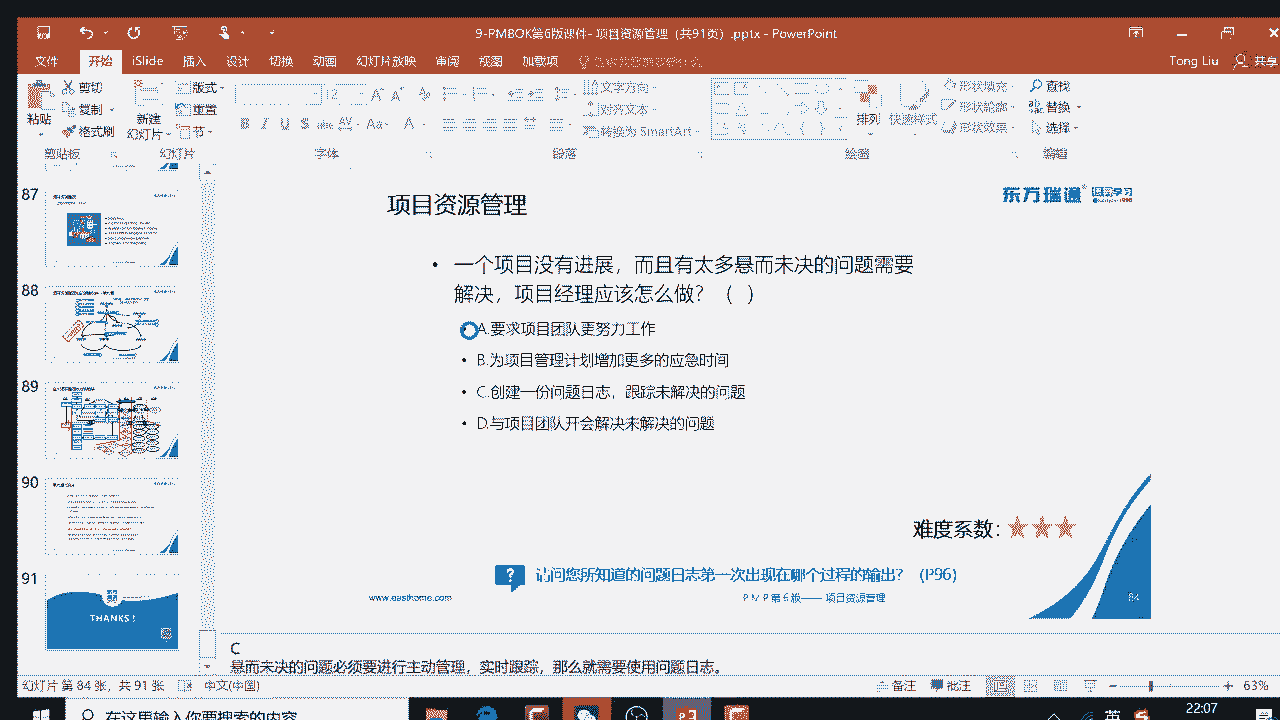 9-PMBOK第6版课件- 项目资源管理（共91页）.pptx - PowerPoint
文件 开始 iSlide 插入 设计 切换 动画 幻灯片放映 审阅 视图 加载项
Tong Liu 共享
粘贴
剪切
复制
格式刷
新建
幻灯片
版式
重置
节
B I U S abc AV Aa A
文字方向
对齐文本
转换为 SmartArt
排列
快速样式
形状填充
形状轮廓
形状效果
查找
替换
选择
剪贴板 幻灯片 字体 段落 绘图 编辑
87
88
89
90
91
THANKS !
项目资源管理
东方瑞通
• 一个项目没有进展，而且有太多悬而未决的问题需要
解决，项目经理应该怎么做？（ ）
A.要求项目团队更努力工作
• B.为项目管理计划增加更多的应急时间
• C.创建一份问题日志，跟踪未解决的问题
• D.与项目团队开会解决未解决的问题
难度系数：
? 请问您所知道的问题日志第一次出现在哪个过程的输出？（P96）
www.easthome.com
PMP第6版—— 项目资源管理
84
C
悬而未决的问题必须要进行主动管理，实时跟踪，那么就需要使用问题日志。
幻灯片 第 84 张，共 91 张 中文(中国)
备注 批注 63%
在这里输入你要搜索的内容
英
22:07